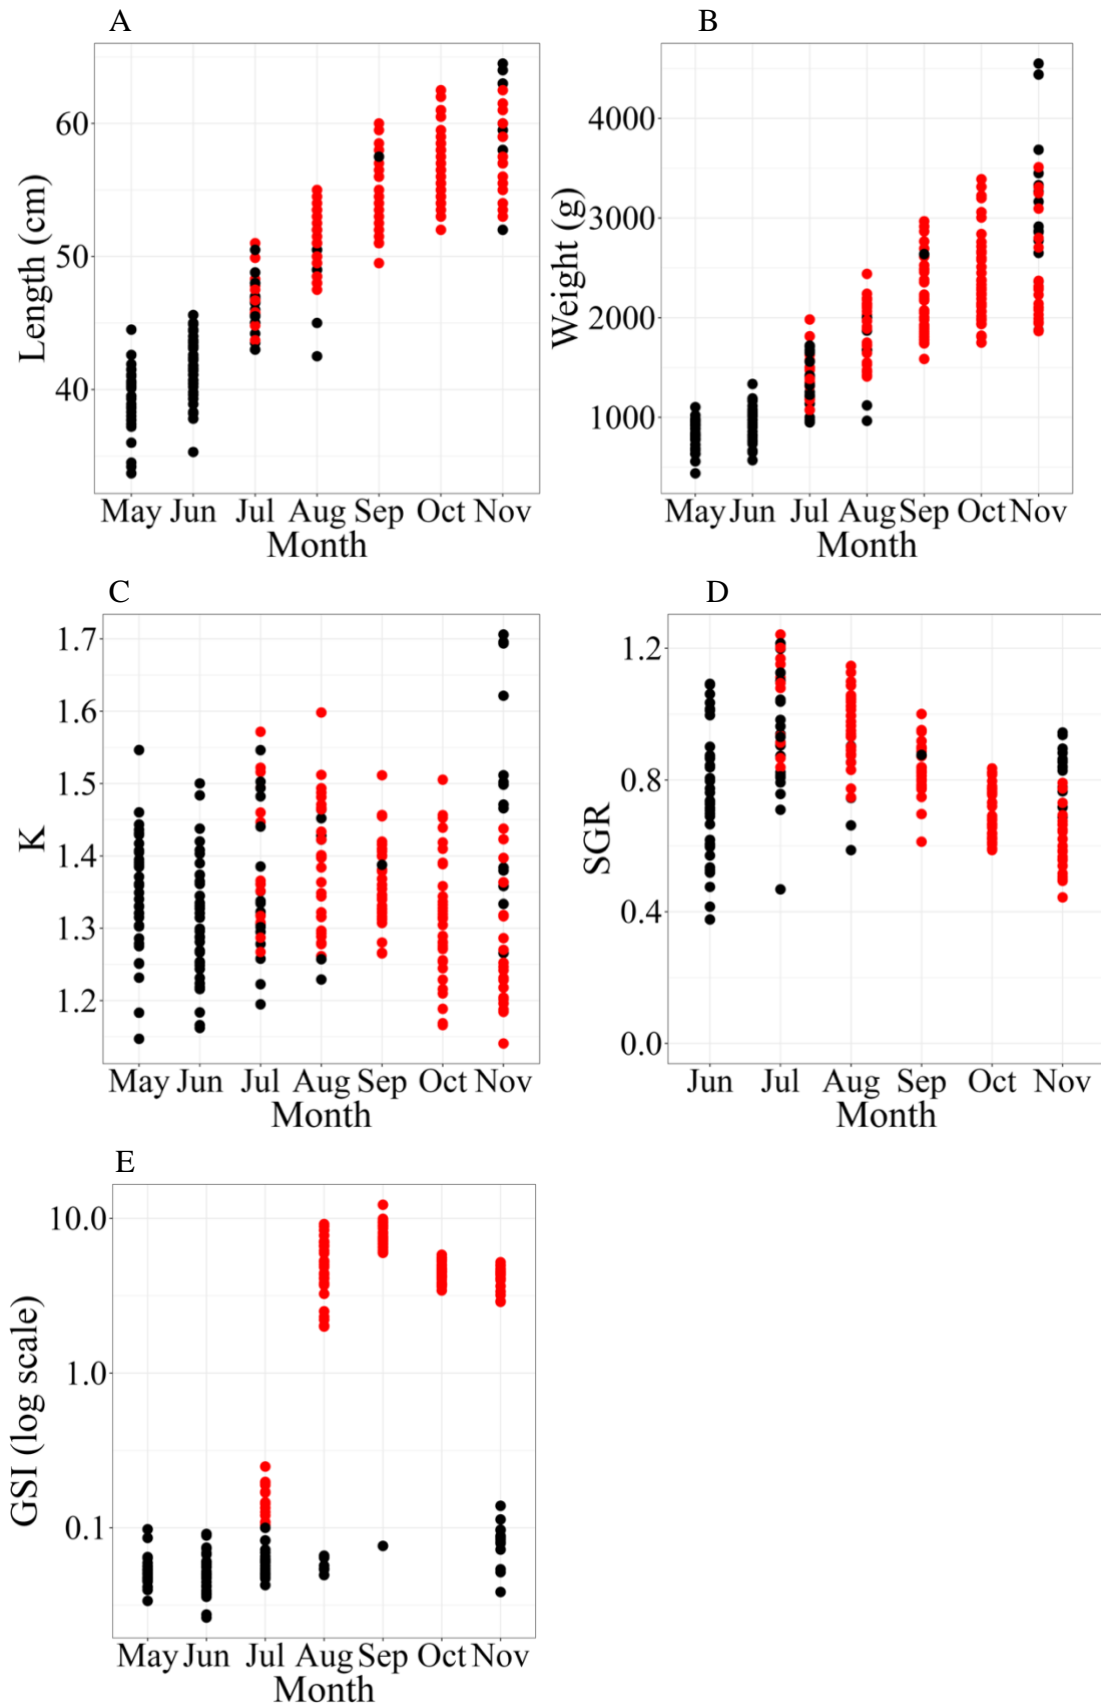 A
60
50
40
Length (cm)
May Jun Jul Aug Sep Oct Nov
Month
B
4000
3000
2000
1000
Weight (g)
May Jun Jul Aug Sep Oct Nov
Month
C
1.7
1.6
1.5
1.4
1.3
1.2
K
May Jun Jul Aug Sep Oct Nov
Month
D
1.2
0.8
0.4
0.0
SGR
Jun Jul Aug Sep Oct Nov
Month
E
10.0
1.0
0.1
GSI (log scale)
May Jun Jul Aug Sep Oct Nov
Month